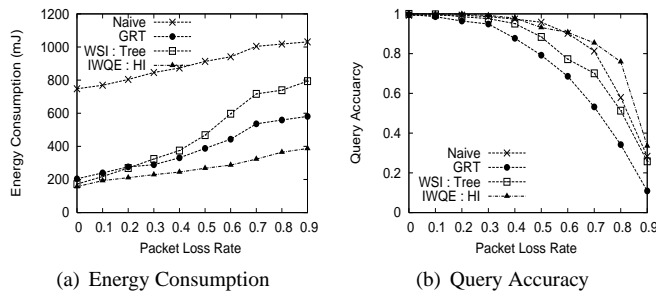 1200
1000
800
600
400
200
0
Energy Consumption (mJ)
Naive
GRT
WSI : Tree
IWQE : HI
0 0.1 0.2 0.3 0.4 0.5 0.6 0.7 0.8 0.9
Packet Loss Rate
(a) Energy Consumption
1
0.8
0.6
0.4
0.2
0
Query Accuarcy
Naive
GRT
WSI : Tree
IWQE : HI
0 0.1 0.2 0.3 0.4 0.5 0.6 0.7 0.8 0.9
Packet Loss Rate
(b) Query Accuracy